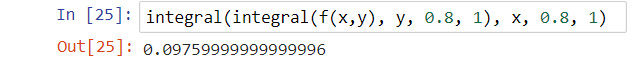 In [25]: integral(integral(f(x,y), y, 0.8, 1), x, 0.8, 1)
Out[25]: 0.09759999999999996